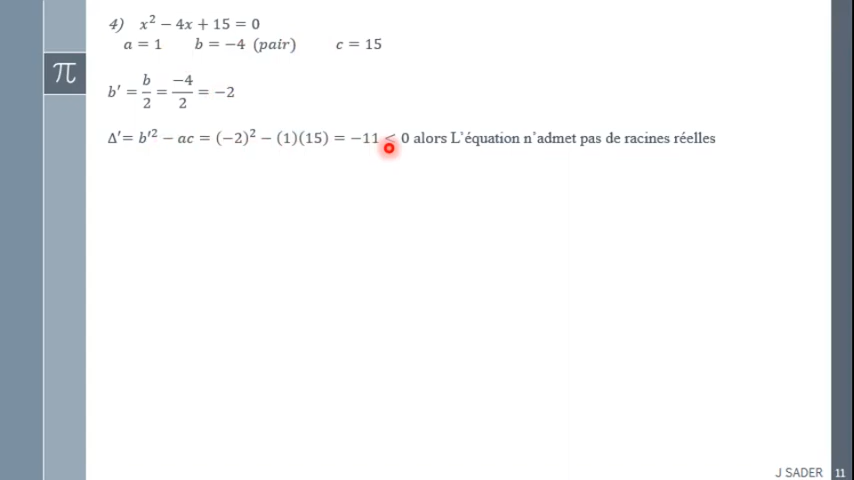 4) x² − 4x + 15 = 0
a = 1 b = −4 (pair) c = 15
π
b′ = b/2 = −4/2 = −2
Δ′= b′² − ac = (−2)² − (1)(15) = −11 < 0 alors L'équation n'admet pas de racines réelles
J SADER 11